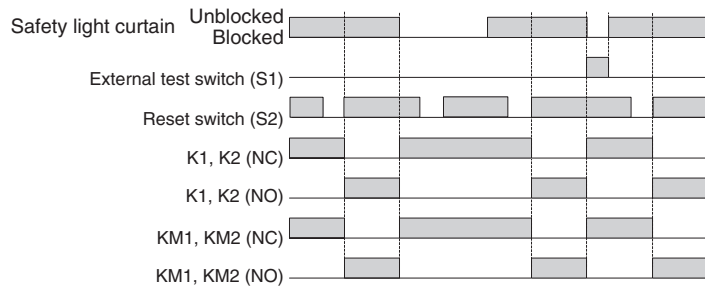 Safety light curtain Unblocked
Blocked
External test switch (S1)
Reset switch (S2)
K1, K2 (NC)
K1, K2 (NO)
KM1, KM2 (NC)
KM1, KM2 (NO)